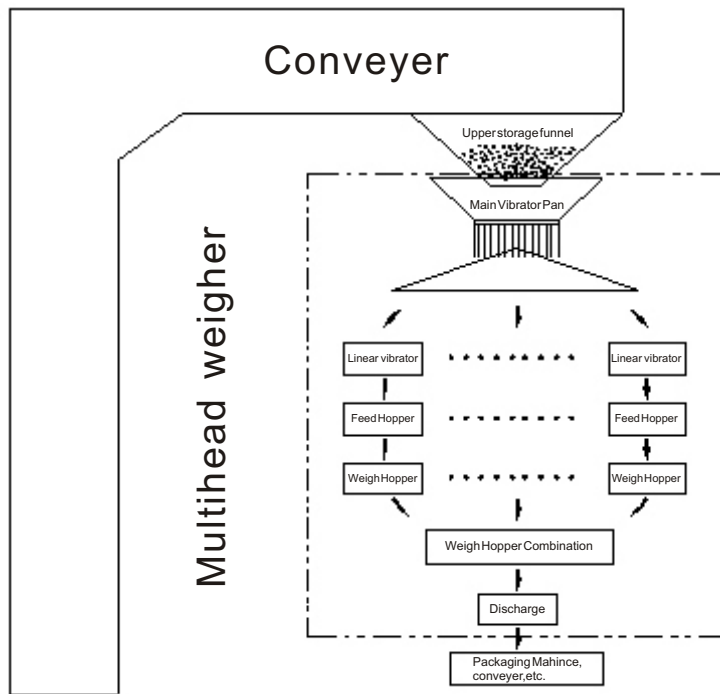 Conveyer
Upper storage funnel
Main Vibrator Pan
Multihead weigher
Linear vibrator
Linear vibrator
Feed Hopper
Feed Hopper
Weigh Hopper
Weigh Hopper
Weigh Hopper Combination
Discharge
Packaging Mahince,
conveyer,etc.